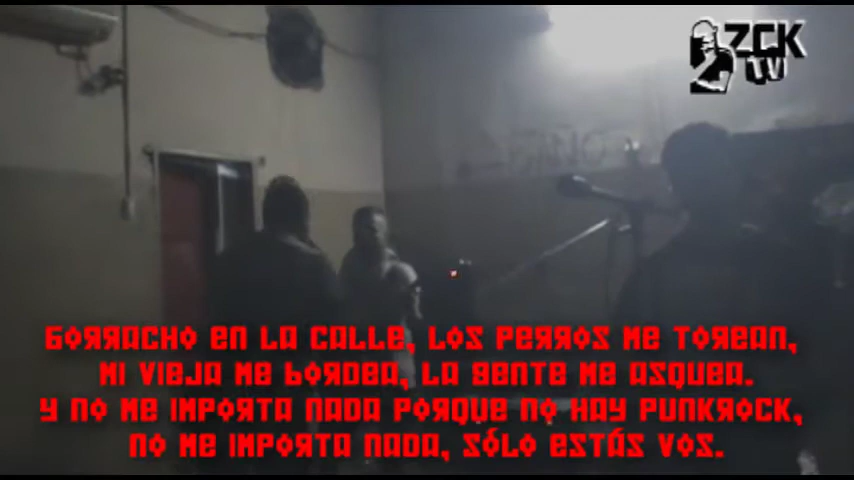 ZCK
TV
BAÑO
BORRACHO EN LA CALLE, LOS PERROS ME TOREAN,
MI VIEJA ME BORDEA, LA GENTE ME ASQUEA.
Y NO ME IMPORTA NADA PORQUE NO HAY PUNKROCK,
NO ME IMPORTA NADA, SÓLO ESTÁS VOS.